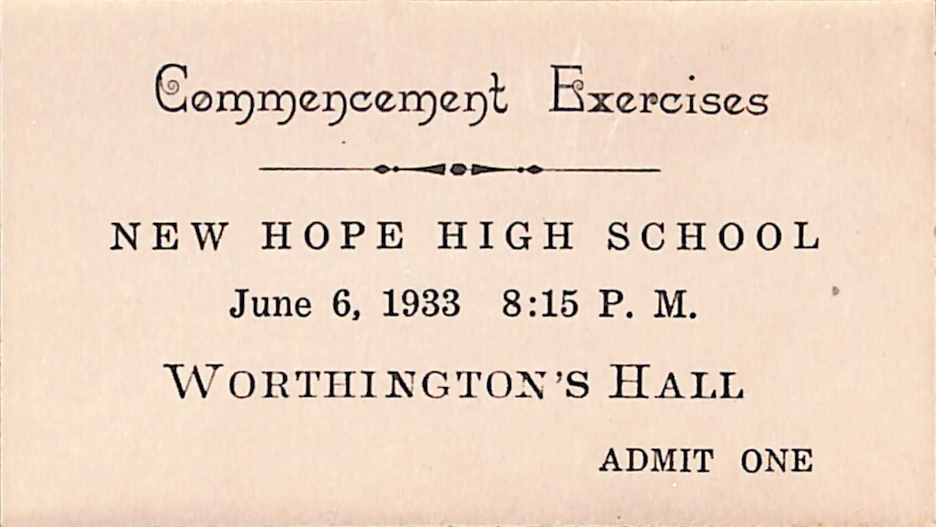 Commencement Exercises
NEW HOPE HIGH SCHOOL
June 6, 1933 8:15 P. M.
WORTHINGTON'S HALL
ADMIT ONE